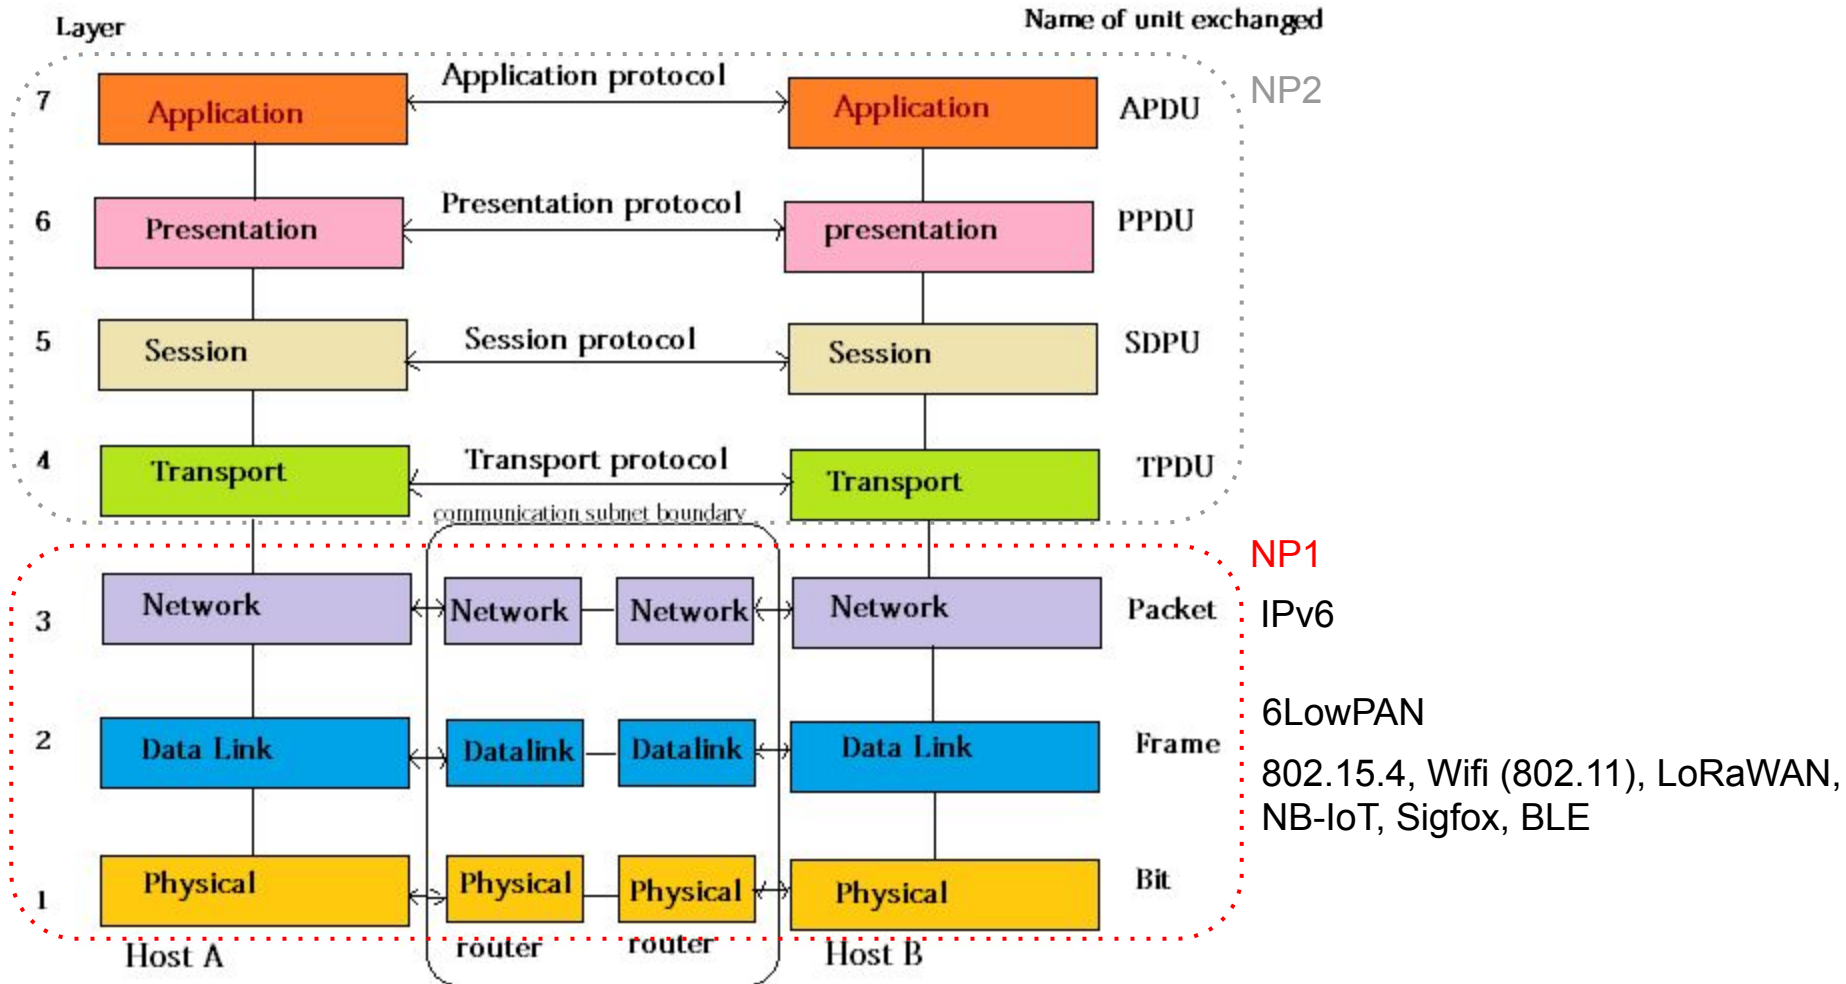 Layer
Name of unit exchanged
NP2
7
Application
Application protocol
Application
APDU
6
Presentation
Presentation protocol
presentation
PPDU
5
Session
Session protocol
Session
SDPU
4
Transport
Transport protocol
Transport
TPDU
communication subnet boundary
NP1
3
Network
Network
Network
Network
Packet
IPv6
6LowPAN
2
Data Link
Datalink
Datalink
Data Link
Frame
802.15.4, Wifi (802.11), LoRaWAN,
NB-IoT, Sigfox, BLE
1
Physical
Physical
Physical
Physical
Bit
Host A
router
router
Host B